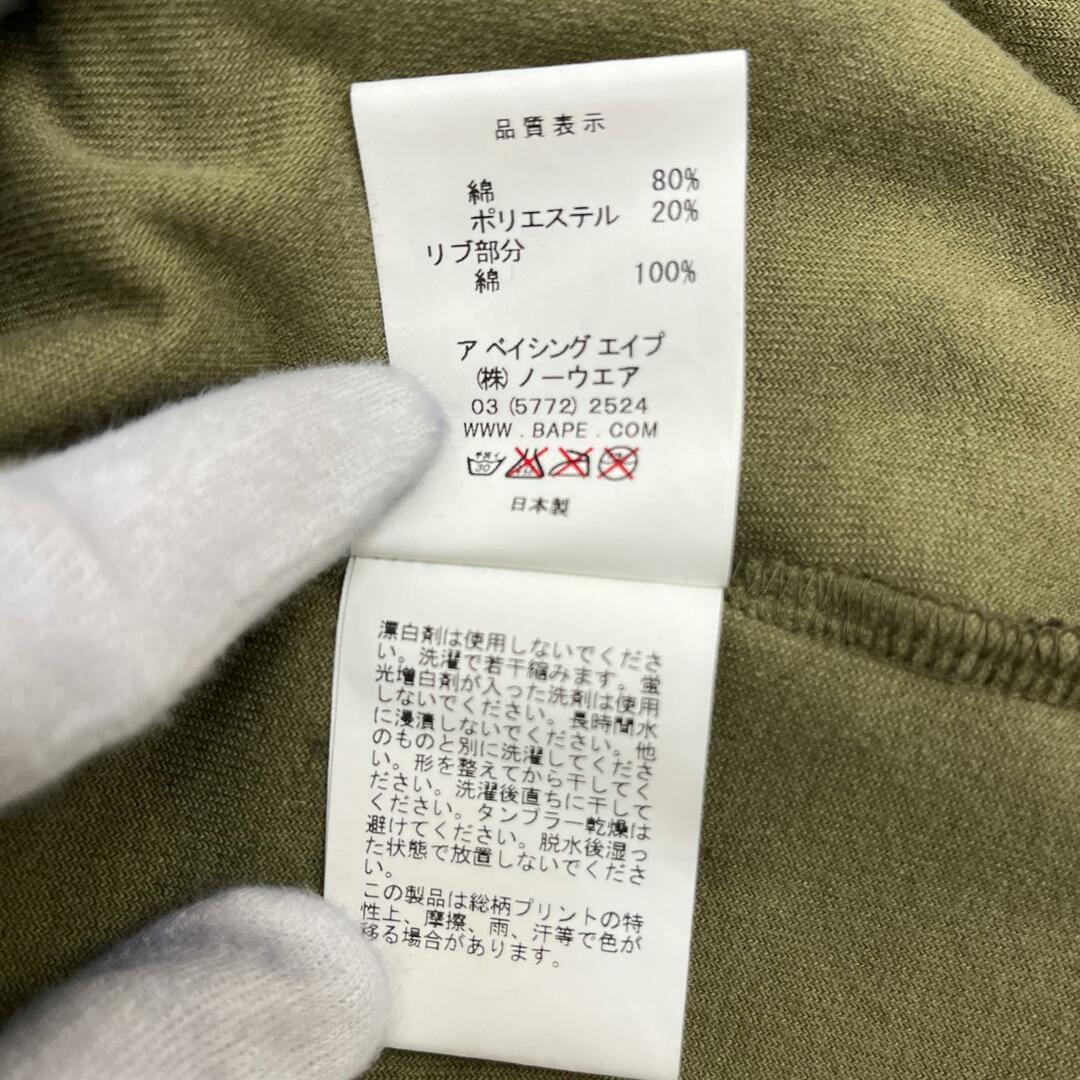 品質表示
綿 80%
ポリエステル 20%
リブ部分
綿 100%
ア ベイシング エイプ
(株) ノーウエア
03 (5772) 2524
WWW . BAPE . COM
30
日本製
漂白剤は使用しないでくださ
い。洗濯で若干縮みます。蛍
光増白剤が入った洗剤は使用
しないでください。長時間水
に浸漬しないでください。他
のものと別に洗濯してくださ
い。形を整えてから干してく
ださい。洗濯後直ちに干して
ください。タンブラー乾燥は
避けてください。脱水後湿っ
た状態で放置しないでくださ
い。
この製品は総柄プリントの特
性上、摩擦、雨、汗等で色が
移る場合があります。